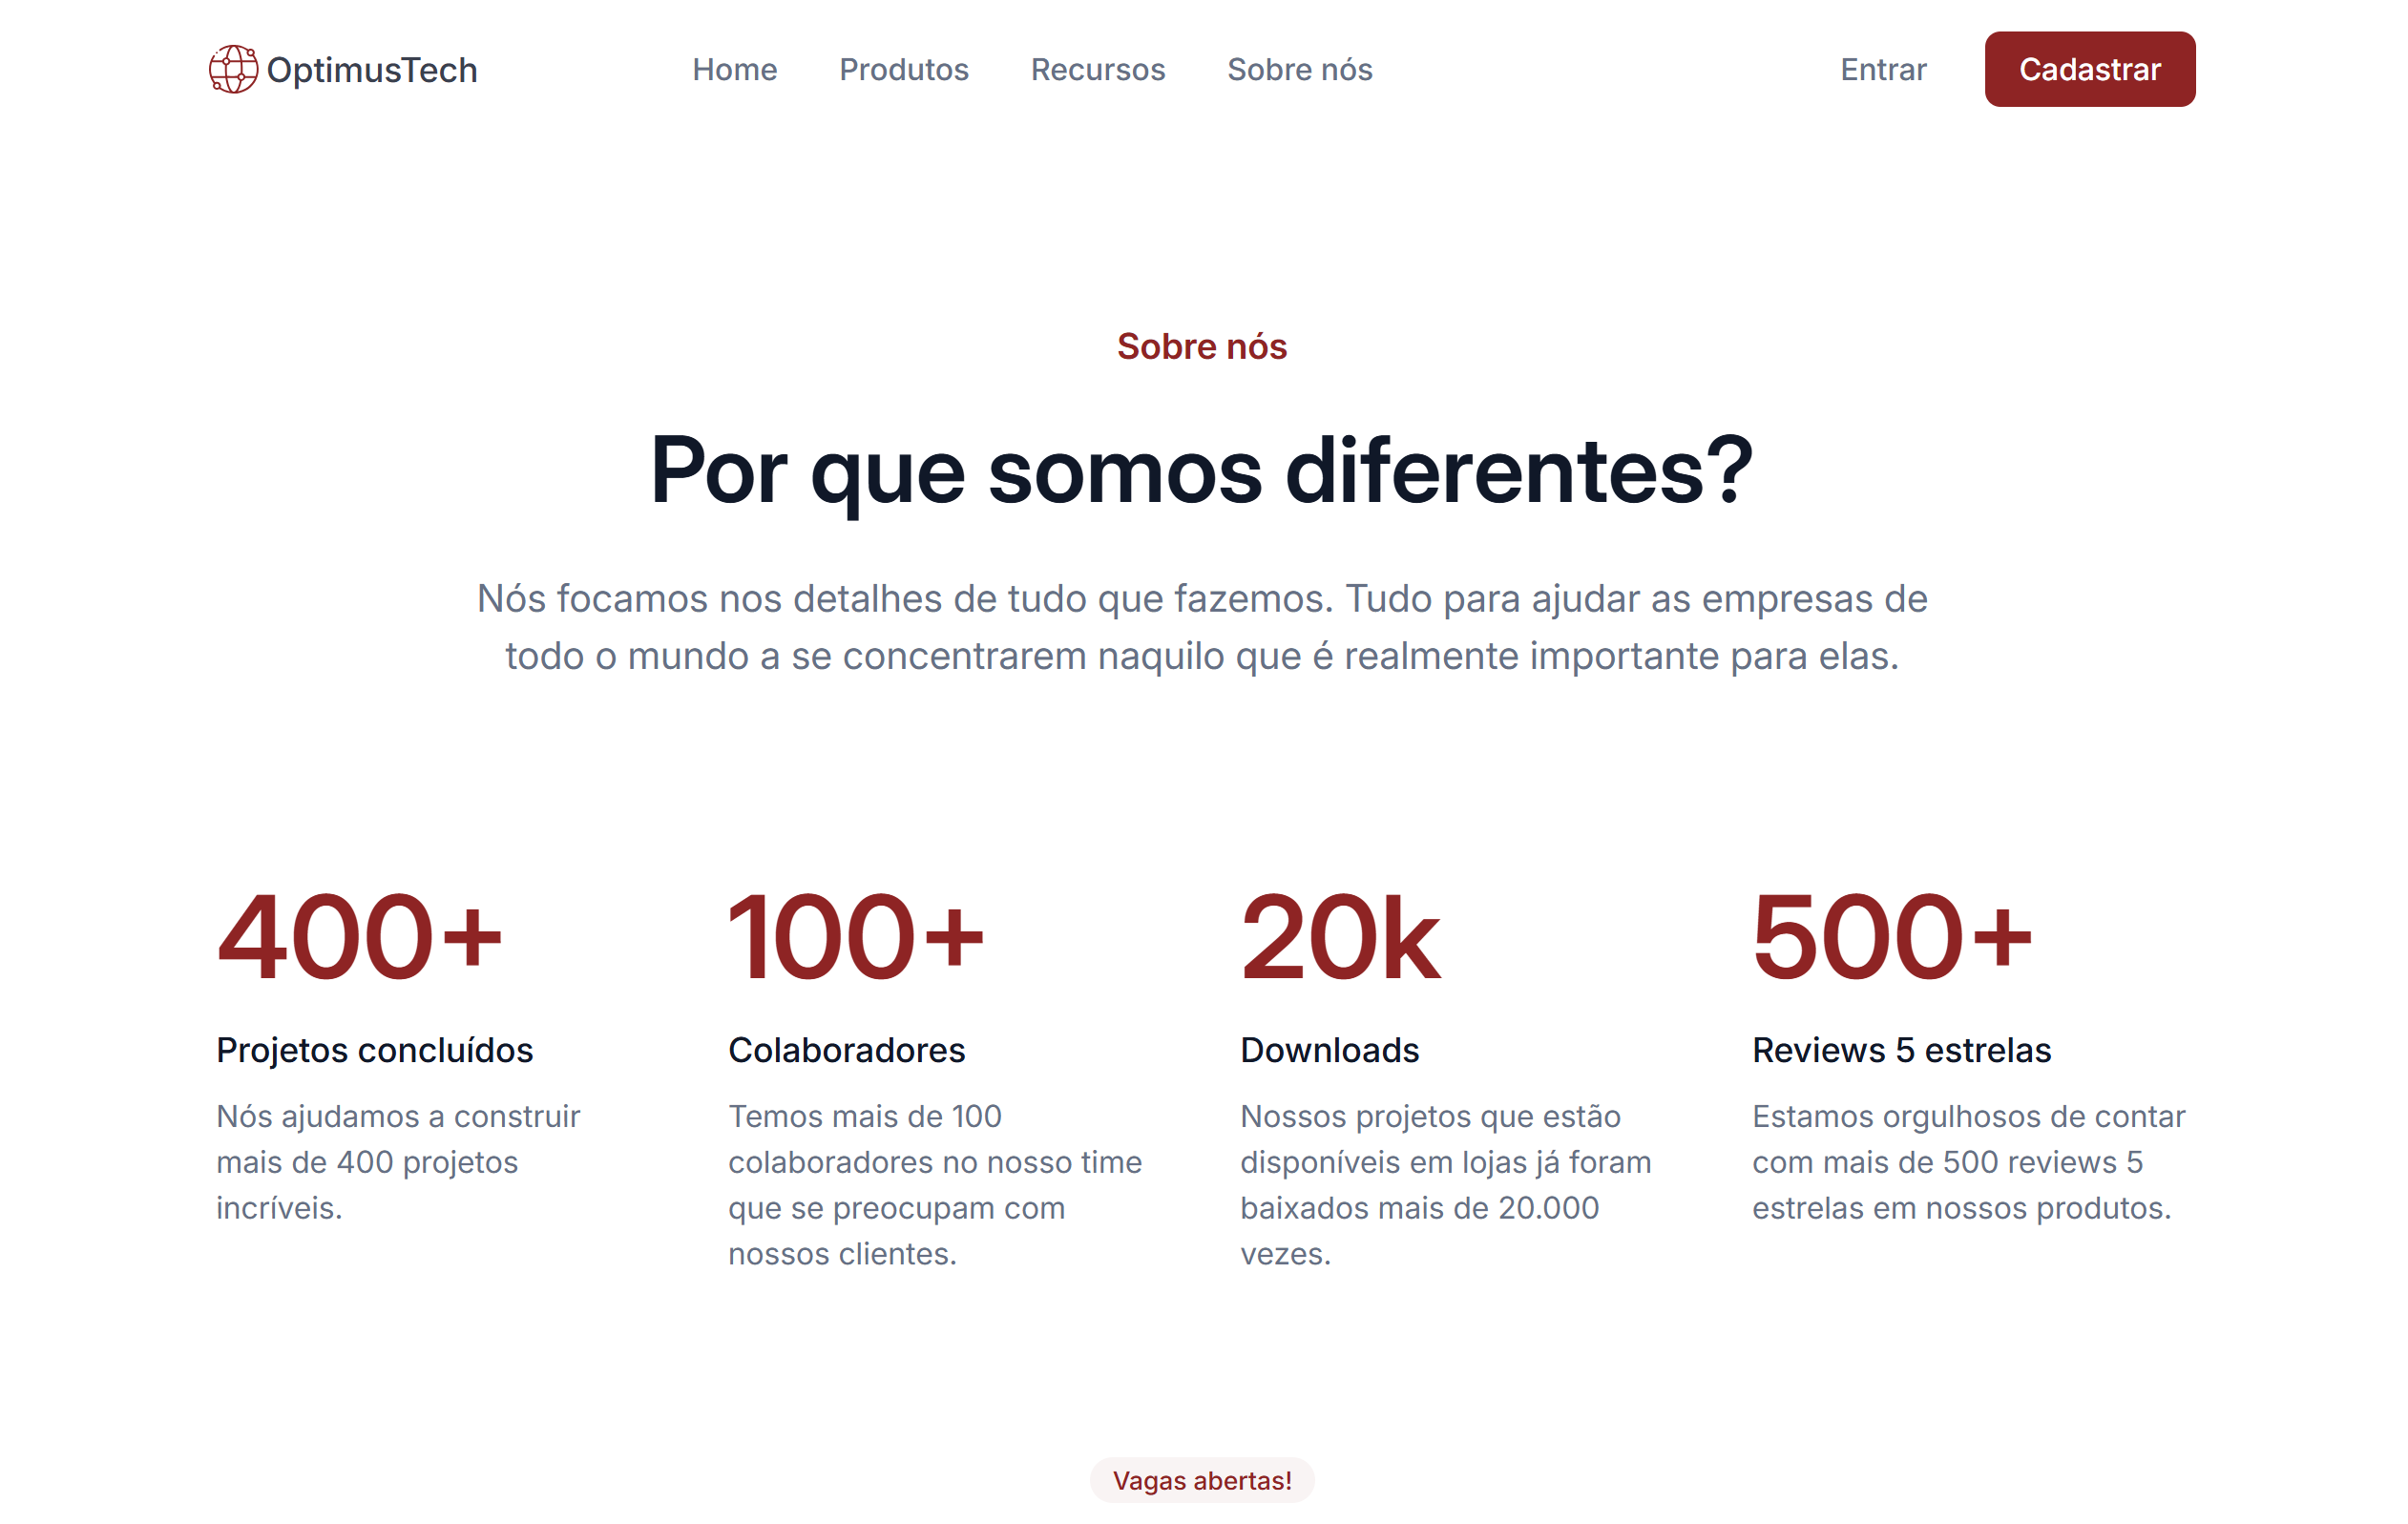 OptimusTech
Home Produtos Recursos Sobre nós
Entrar Cadastrar
Sobre nós
Por que somos diferentes?
Nós focamos nos detalhes de tudo que fazemos. Tudo para ajudar as empresas de
todo o mundo a se concentrarem naquilo que é realmente importante para elas.
400+
Projetos concluídos
Nós ajudamos a construir
mais de 400 projetos
incríveis.
100+
Colaboradores
Temos mais de 100
colaboradores no nosso time
que se preocupam com
nossos clientes.
20k
Downloads
Nossos projetos que estão
disponíveis em lojas já foram
baixados mais de 20.000
vezes.
500+
Reviews 5 estrelas
Estamos orgulhosos de contar
com mais de 500 reviews 5
estrelas em nossos produtos.
Vagas abertas!